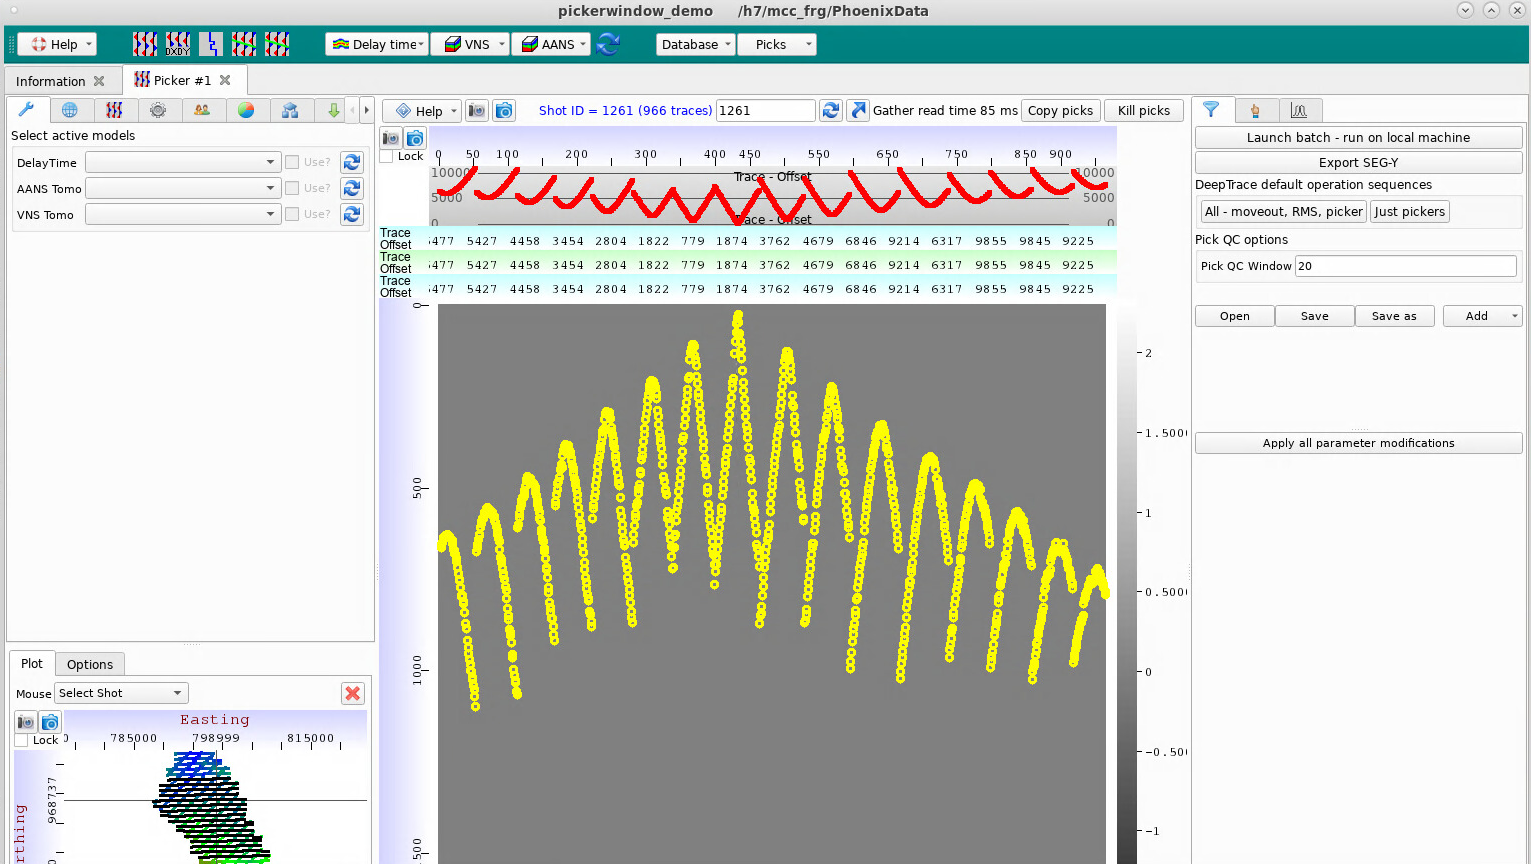 pickerwindow_demo /h7/mcc_frg/PhoenixData
Help DXDY Delay time VNS AANS Database Picks
Information Picker #1
Help Shot ID = 1261 (966 traces) 1261 Gather read time 85 ms Copy picks Kill picks
Select active models
DelayTime Use?
AANS Tomo Use?
VNS Tomo Use?
Lock
0 50 100 200 300 400 450 550 650 750 850 900
10000 Trace - Offset 10000
5000 5000
Trace - Offset 0
Trace
Offset 5477 5427 4458 3454 2804 1822 779 1874 3762 4679 6846 9214 6317 9855 9845 9225
Trace
Offset 5477 5427 4458 3454 2804 1822 779 1874 3762 4679 6846 9214 6317 9855 9845 9225
Trace
Offset 5477 5427 4458 3454 2804 1822 779 1874 3762 4679 6846 9214 6317 9855 9845 9225
0
500
1000
500
2
1.500
1
0.500
0
-0.50
-1
Launch batch - run on local machine
Export SEG-Y
DeepTrace default operation sequences
All - moveout, RMS, picker Just pickers
Pick QC options
Pick QC Window 20
Open Save Save as Add
Apply all parameter modifications
Plot Options
Mouse Select Shot
Easting
Lock
785000 798999 815000
968737
rthing